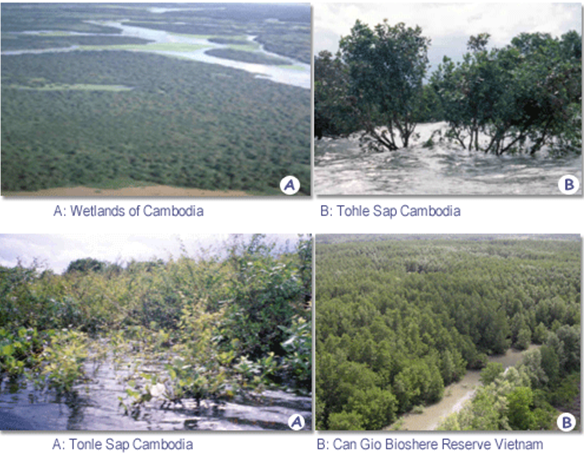 A
B
A: Wetlands of Cambodia
B: Tohle Sap Cambodia
A
B
A: Tonle Sap Cambodia
B: Can Gio Bioshere Reserve Vietnam